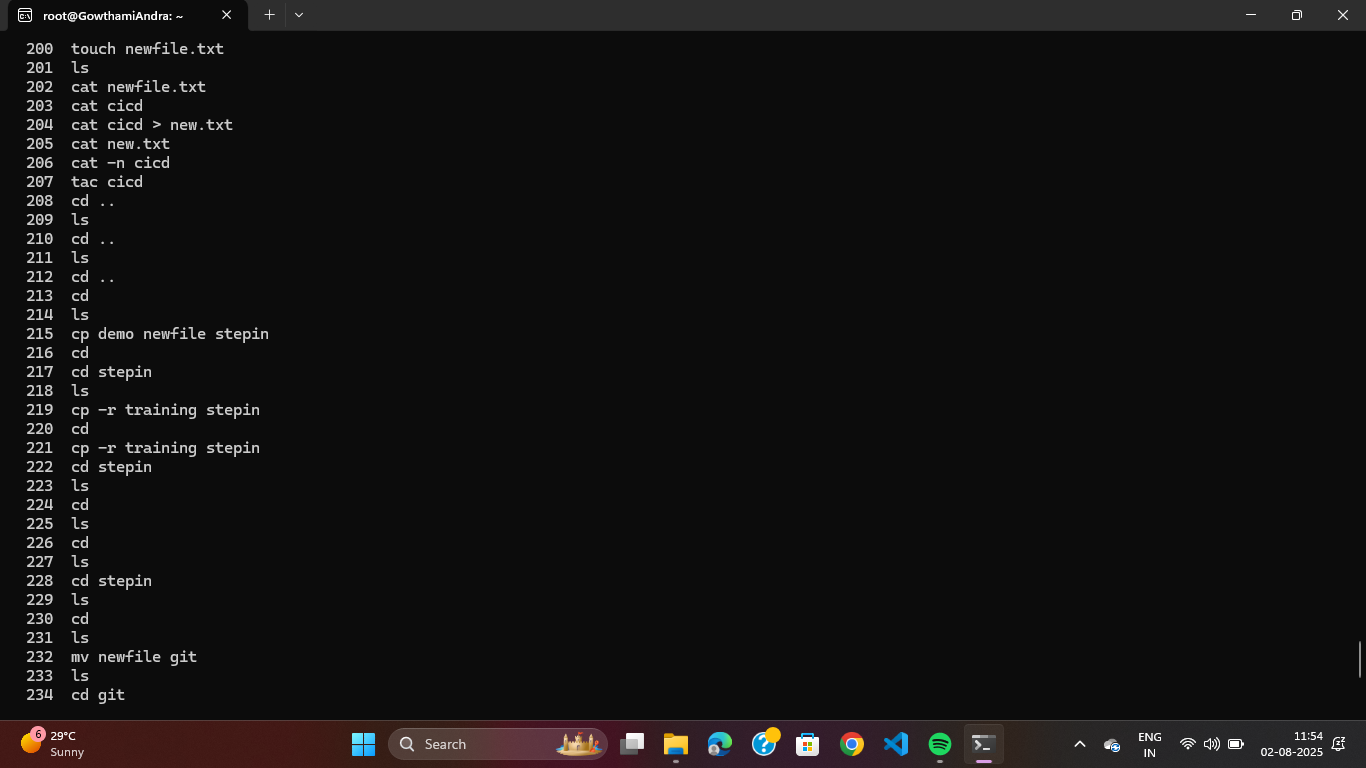 root@GowthamiAndra: ~
200 touch newfile.txt
201 ls
202 cat newfile.txt
203 cat cicd
204 cat cicd > new.txt
205 cat new.txt
206 cat -n cicd
207 tac cicd
208 cd ..
209 ls
210 cd ..
211 ls
212 cd ..
213 cd
214 ls
215 cp demo newfile stepin
216 cd
217 cd stepin
218 ls
219 cp -r training stepin
220 cd
221 cp -r training stepin
222 cd stepin
223 ls
224 cd
225 ls
226 cd
227 ls
228 cd stepin
229 ls
230 cd
231 ls
232 mv newfile git
233 ls
234 cd git
6
29°C
Sunny
Search
ENG
IN
11:54
02-08-2025